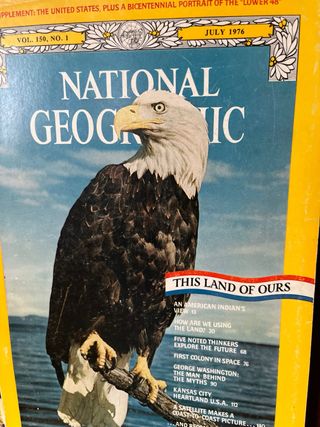 SUPPLEMENT: THE UNITED STATES, PLUS A BICENTENNIAL PORTRAIT OF THE "LOWER 48"
VOL. 150, NO. 1
JULY 1976
NATIONAL
GEOGRAPHIC
THIS LAND OF OURS
AN AMERICAN INDIAN'S
VIEW 13
HOW ARE WE USING
THE LAND? 20
FIVE NOTED THINKERS
EXPLORE THE FUTURE 68
FIRST COLONY IN SPACE 76
GEORGE WASHINGTON:
THE MAN BEHIND
THE MYTHS 90
KANSAS CITY,
HEARTLAND U.S.A. 112
A SATELLITE MAKES A
COAST-TO-COAST PICTURE... 140